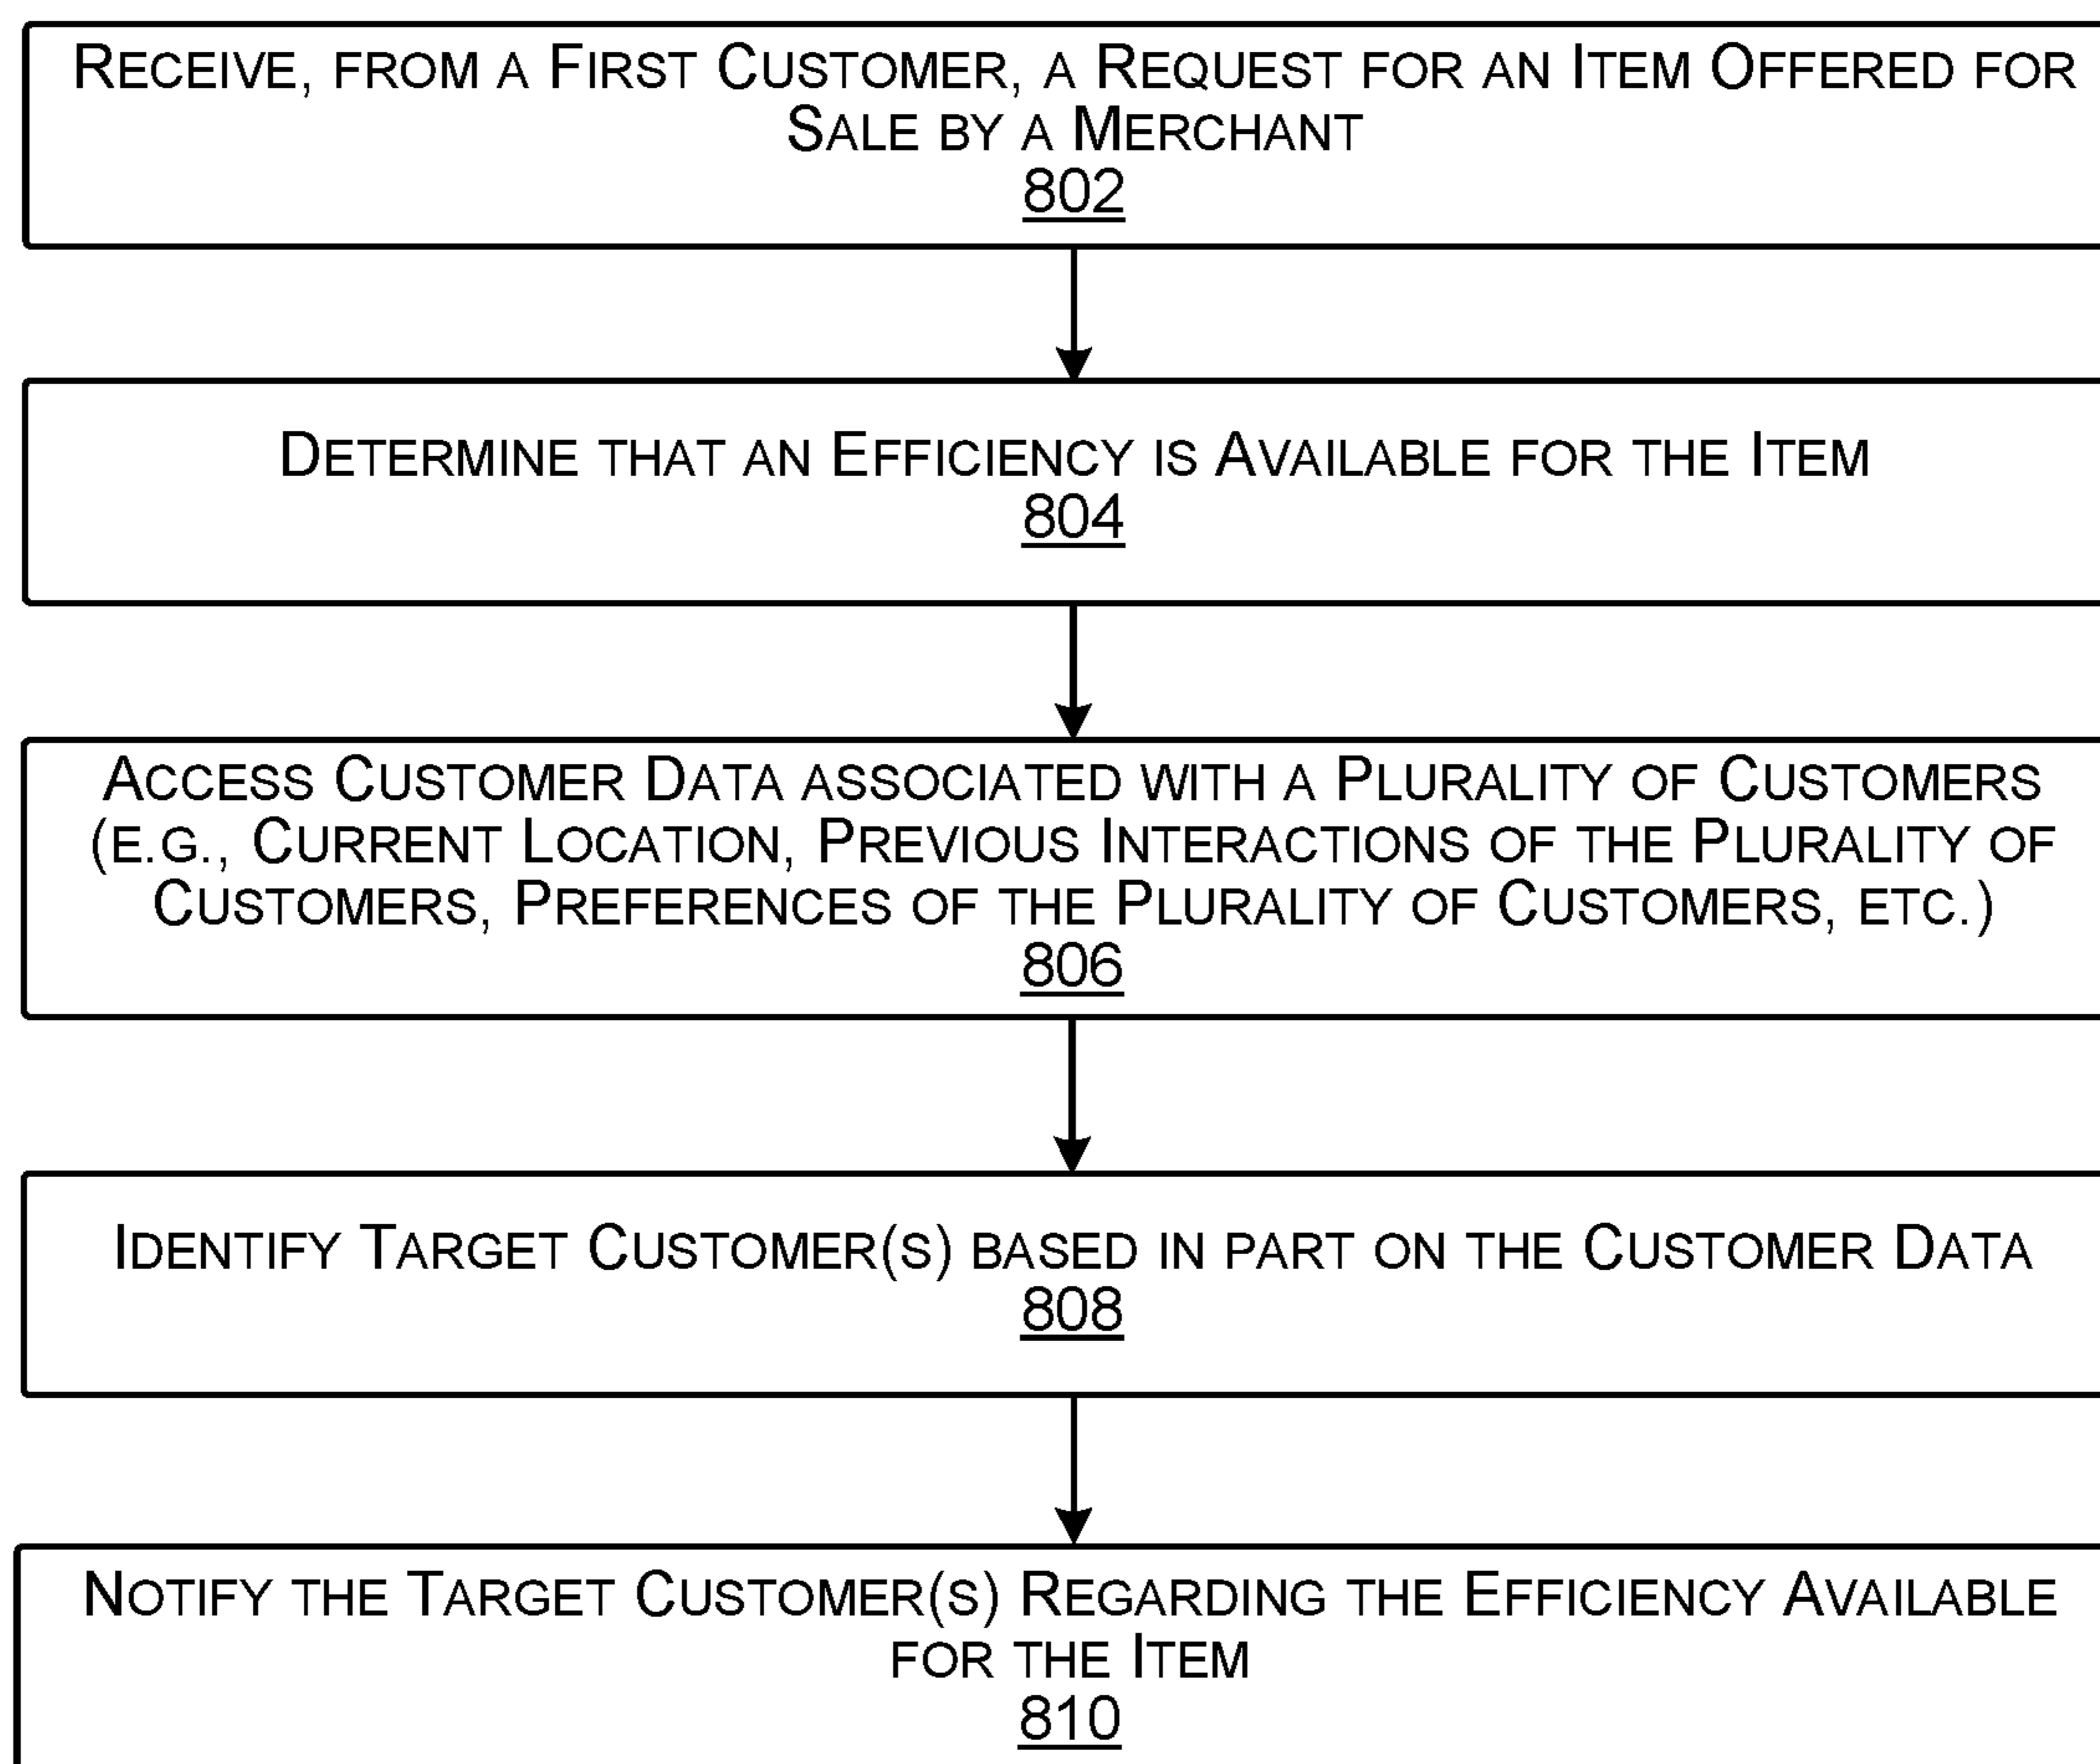 Receive, from a First Customer, a Request for an Item Offered for
Sale by a Merchant
802
Determine that an Efficiency is Available for the Item
804
Access Customer Data associated with a Plurality of Customers
(e.g., Current Location, Previous Interactions of the Plurality of
Customers, Preferences of the Plurality of Customers, etc.)
806
Identify Target Customer(s) based in part on the Customer Data
808
Notify the Target Customer(s) Regarding the Efficiency Available
for the Item
810